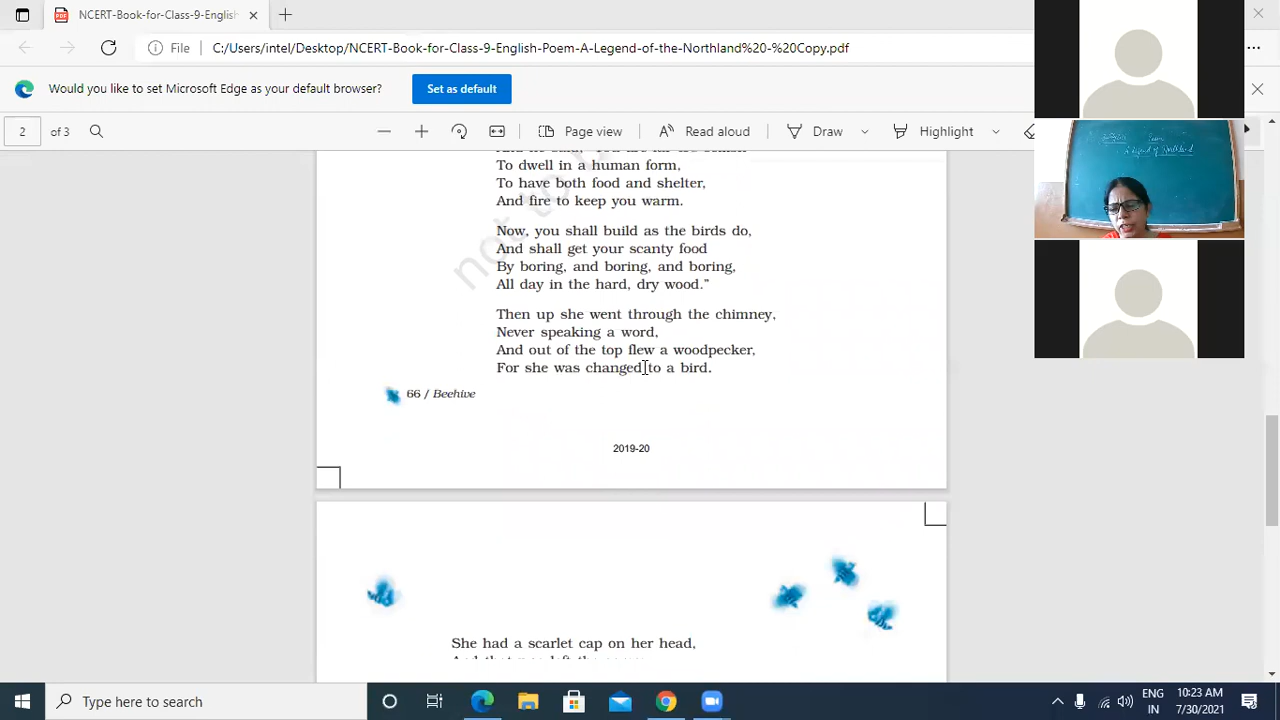 NCERT-Book-for-Class-9-English
File
C:/Users/intel/Desktop/NCERT-Book-for-Class-9-English-Poem-A-Legend-of-the-Northland%20-%20Copy.pdf
Would you like to set Microsoft Edge as your default browser?
Set as default
2 of 3
Page view
Read aloud
Draw
Highlight
To dwell in a human form,
To have both food and shelter,
And fire to keep you warm.
Now, you shall build as the birds do,
And shall get your scanty food
By boring, and boring, and boring,
All day in the hard, dry wood."
Then up she went through the chimney,
Never speaking a word,
And out of the top flew a woodpecker,
For she was changed to a bird.
66 / Beehive
2019-20
not to
She had a scarlet cap on her head,
Type here to search
ENG
IN
10:23 AM
7/30/2021